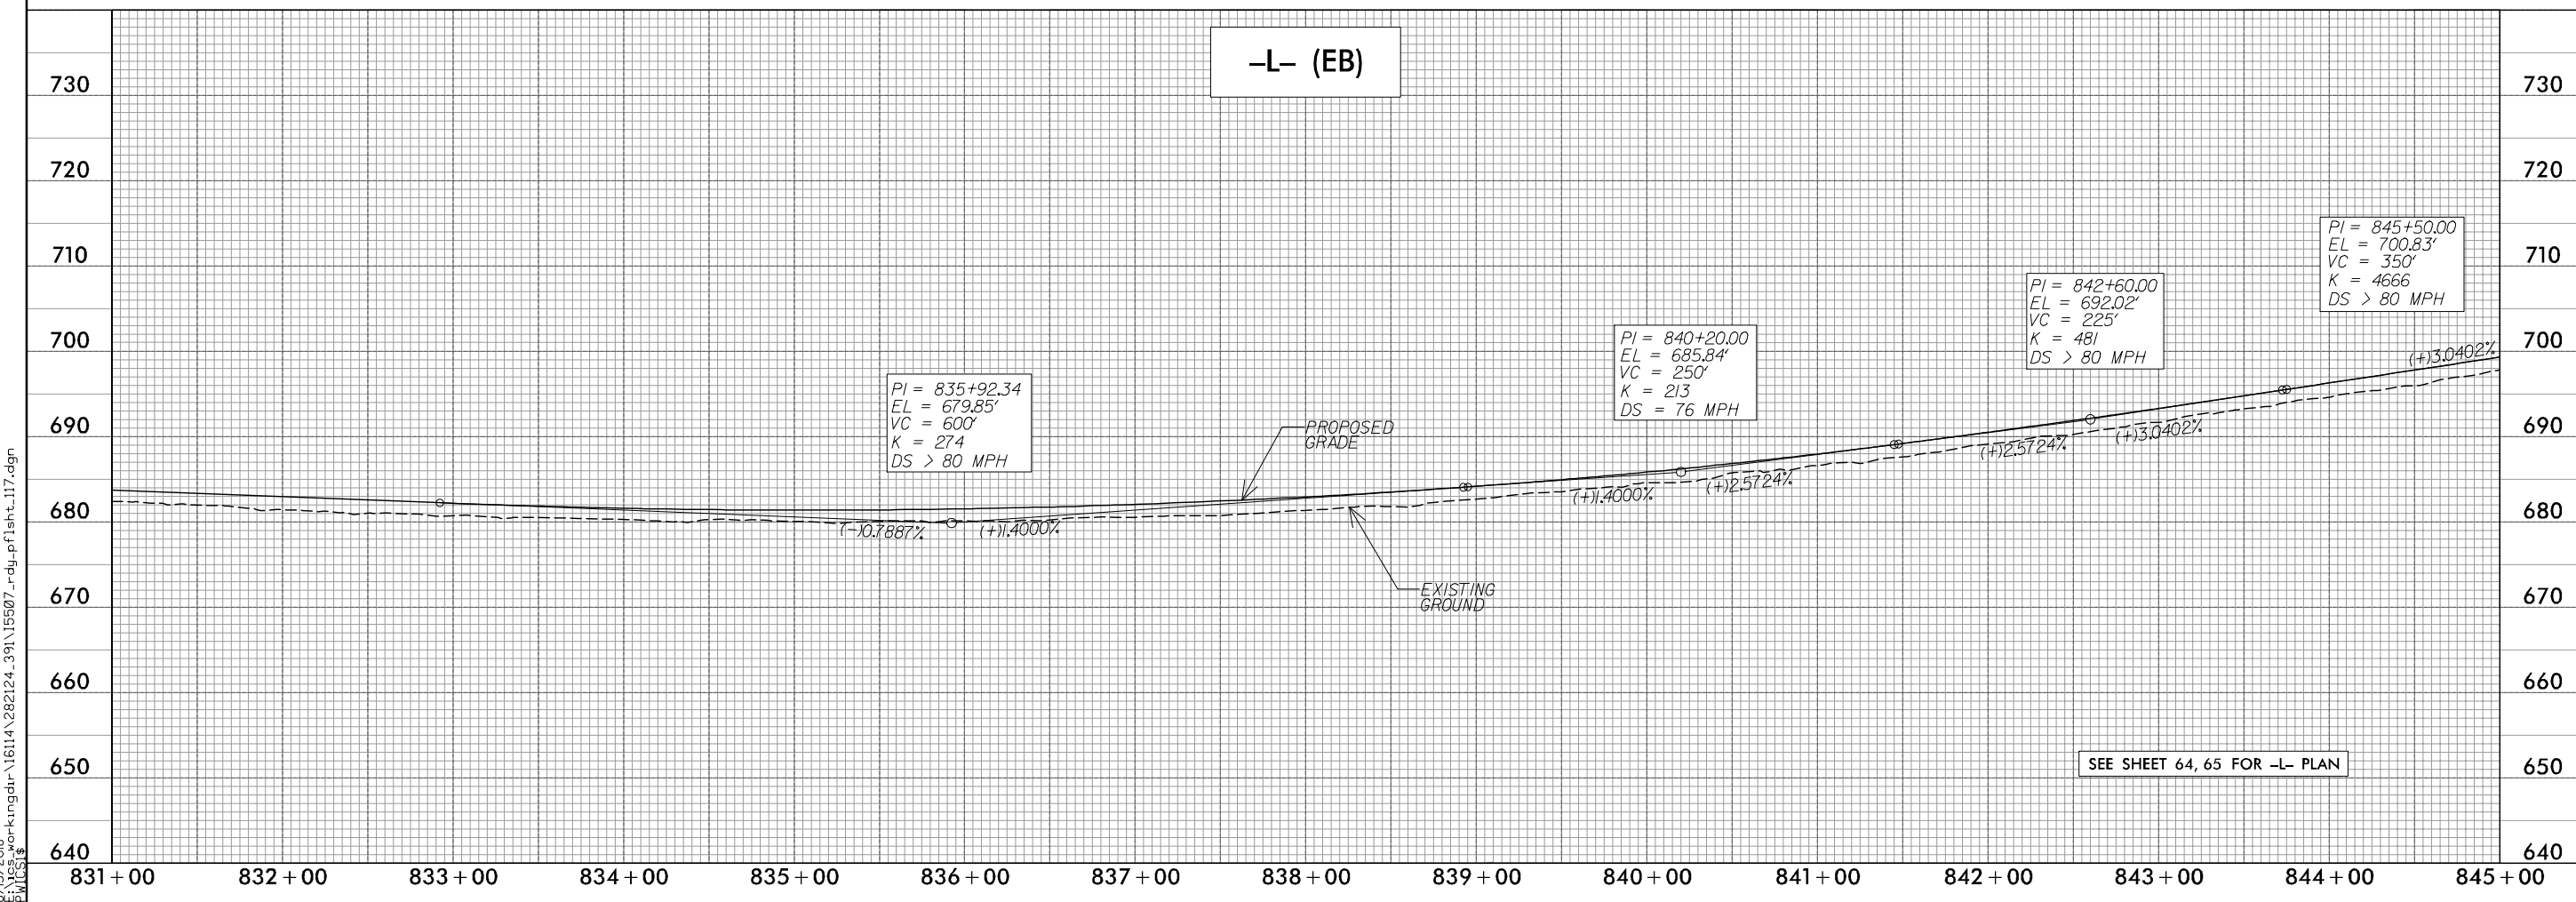 –L– (EB)
730
730
720
720
710
710
700
700
690
690
680
680
670
670
660
660
650
650
640
640
PI = 835+92.34
EL = 679.85'
VC = 600'
K = 274
DS > 80 MPH
PI = 840+20.00
EL = 685.84'
VC = 250'
K = 213
DS = 76 MPH
PI = 842+60.00
EL = 692.02'
VC = 225'
K = 481
DS > 80 MPH
PI = 845+50.00
EL = 700.83'
VC = 350'
K = 4666
DS > 80 MPH
PROPOSED
GRADE
EXISTING
GROUND
(-)0.7887%
(+)1.4000%
(+)1.4000%
(+)2.5724%
(+)2.5724%
(+)3.0402%
(+)3.0402%
SEE SHEET 64, 65 FOR –L– PLAN
831+00
832+00
833+00
834+00
835+00
836+00
837+00
838+00
839+00
840+00
841+00
842+00
843+00
844+00
845+00